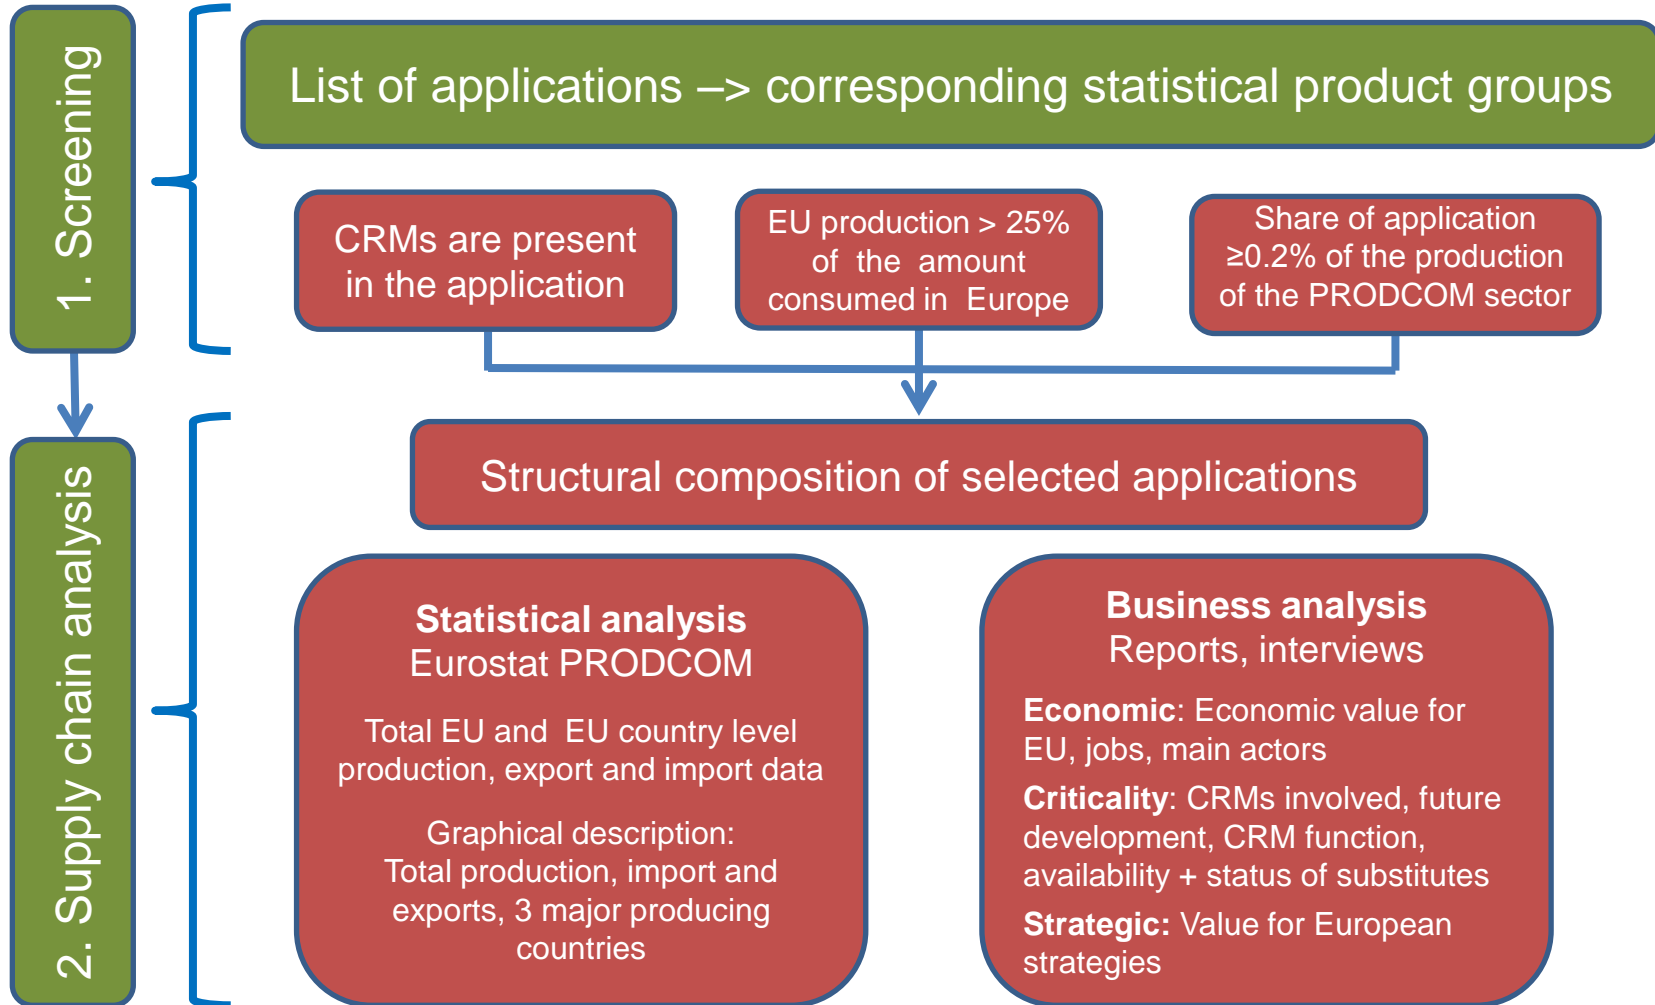 1. Screening
List of applications –> corresponding statistical product groups
CRMs are present
in the application
EU production > 25%
of the amount
consumed in Europe
Share of application
≥0.2% of the production
of the PRODCOM sector
2. Supply chain analysis
Structural composition of selected applications
Statistical analysis
Eurostat PRODCOM
Total EU and EU country level
production, export and import data
Graphical description:
Total production, import and
exports, 3 major producing
countries
Business analysis
Reports, interviews
Economic: Economic value for
EU, jobs, main actors
Criticality: CRMs involved, future
development, CRM function,
availability + status of substitutes
Strategic: Value for European
strategies